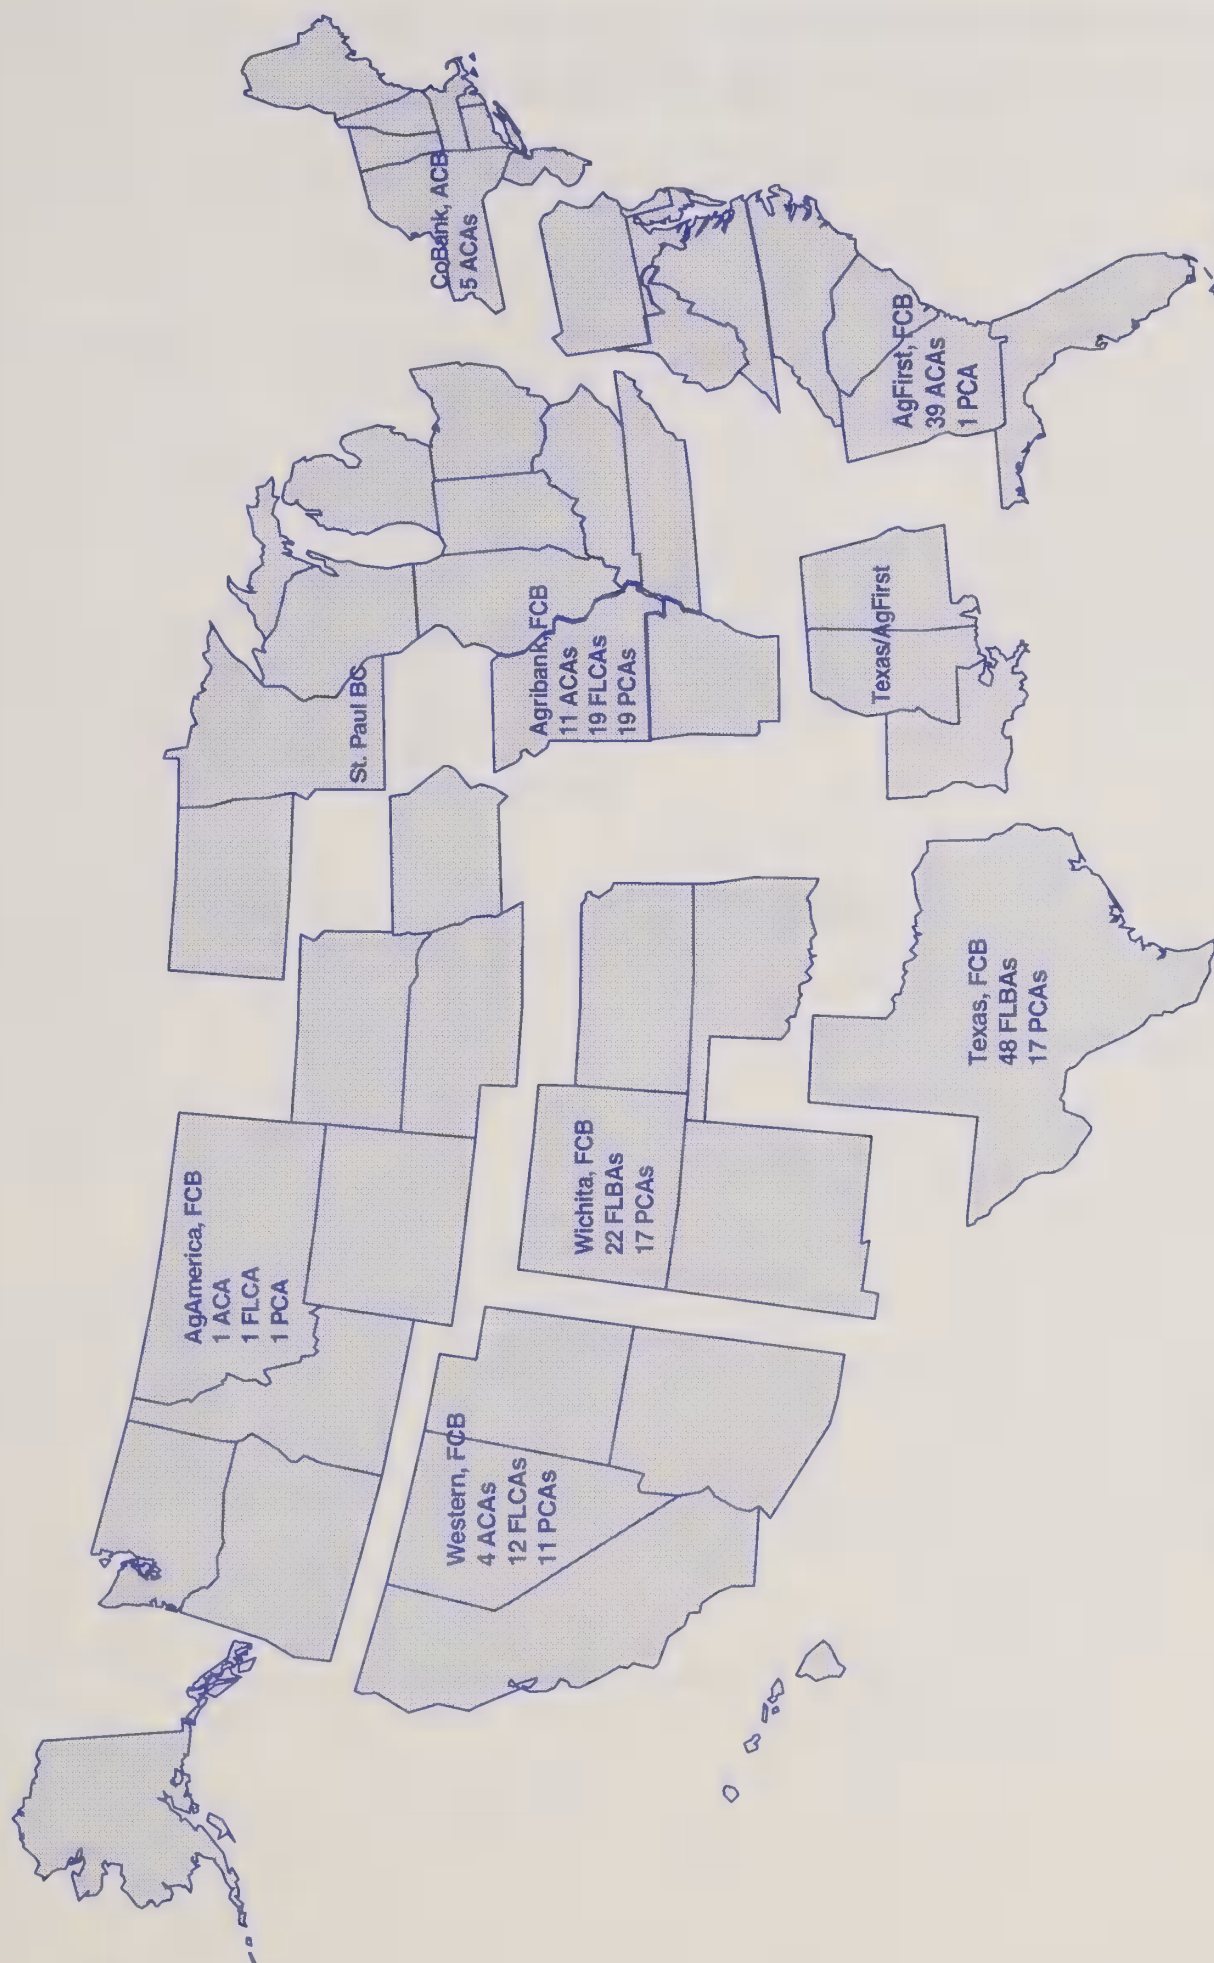 AgAmerica, FCB
1 ACA
1 FLCA
1 PCA
Western, FCB
4 ACAs
12 FLCAs
11 PCAs
Wichita, FCB
22 FLBAs
17 PCAs
Texas, FCB
48 FLBAs
17 PCAs
St. Paul BC
Agribank, FCB
11 ACAs
19 FLCAs
19 PCAs
Texas/AgFirst
CoBank, ACB
5 ACAs
AgFirst, FCB
39 ACAs
1 PCA